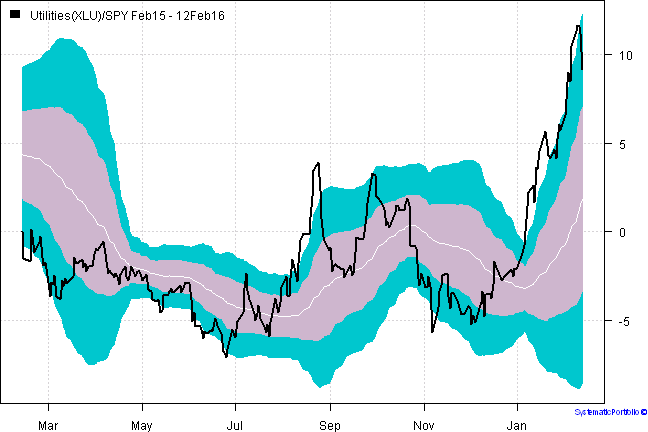 Utilities(XLU)/SPY Feb15 - 12Feb16
10
5
0
-5
Mar May Jul Sep Nov Jan
SystematicPortfolio ©